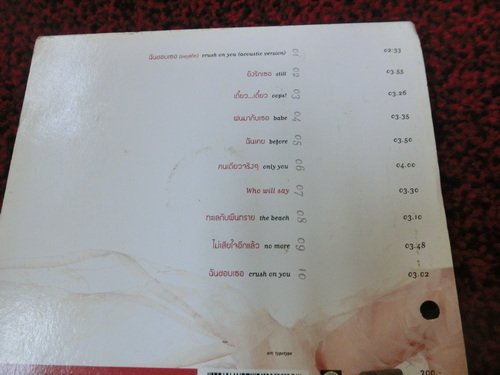 ฉันชอบเธอ (อะคูสติก) crush on you (acoustic version) 01 02:33
ยังรักเธอ still 02 03.55
เดี๋ยว...เดี๋ยว oops! 03 03.26
ฝนมากับเธอ babe 04 03.35
ฉันเคย before 05 03.50
คนเดียวจริงๆ only you 06 04.00
Who will say 07 03.30
ทะเลกับผืนทราย the beach 08 03.10
ไม่เสียใจอีกแล้ว no more 09 03.48
ฉันชอบเธอ crush on you 10 03.02
200.-